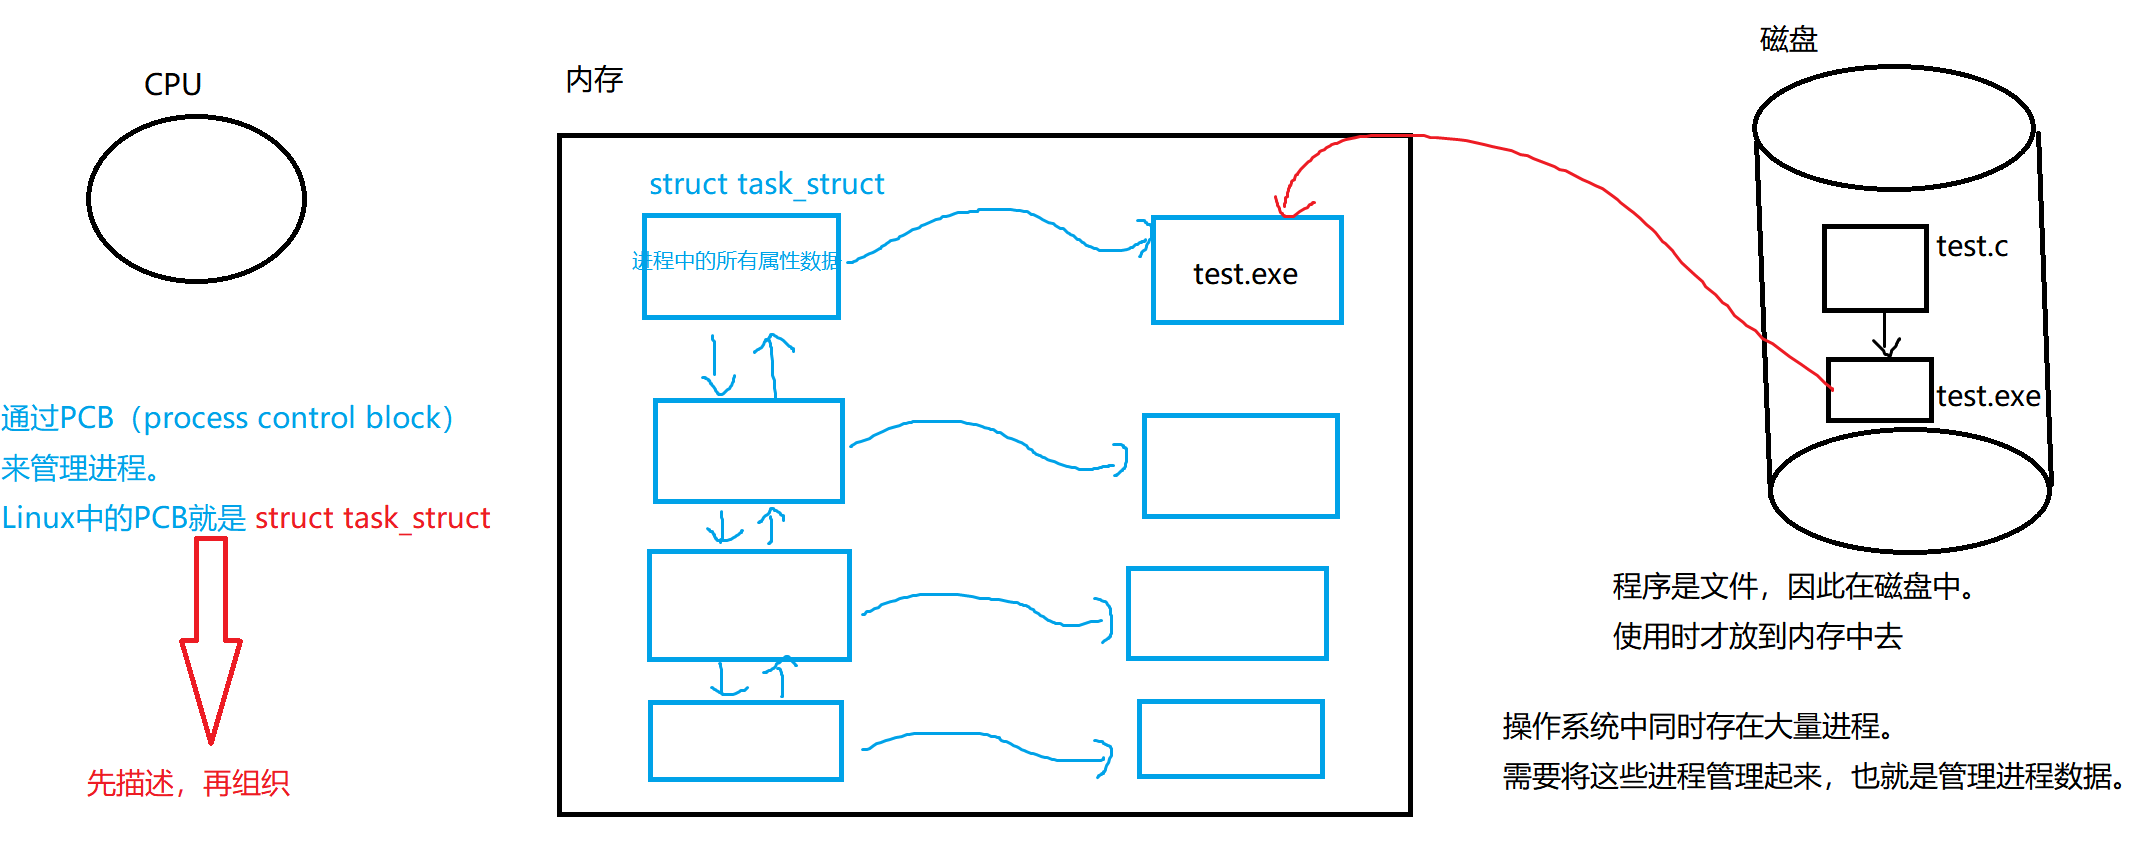 CPU
通过PCB（process control block）
来管理进程。
Linux中的PCB就是 struct task_struct
先描述，再组织
内存
struct task_struct
进程中的所有属性数据
test.exe
磁盘
test.c
test.exe
程序是文件，因此在磁盘中。
使用时才放到内存中去
操作系统中同时存在大量进程。
需要将这些进程管理起来，也就是管理进程数据。